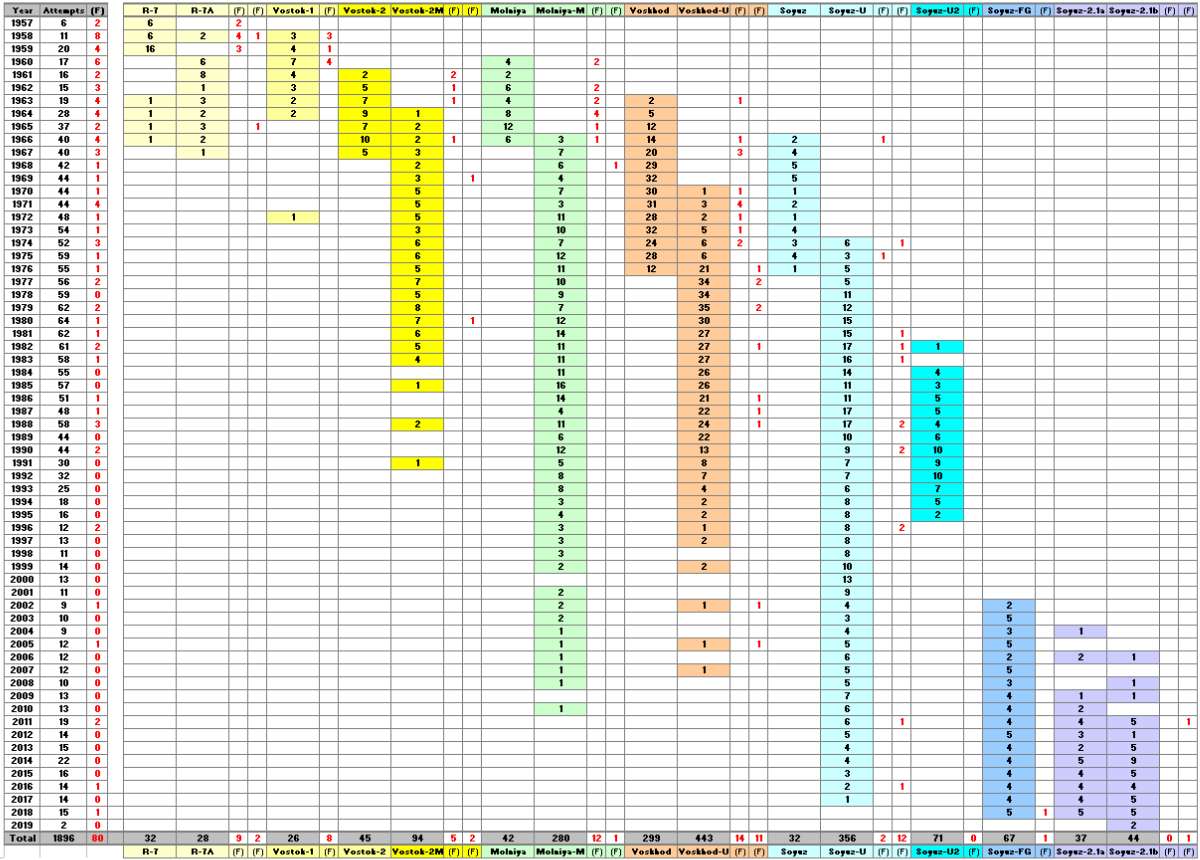 Year Attempts (F) R-7 R-7A (F) (F) Vostok-1 (F) Vostok-2 Vostok-2M (F) (F) Molniya Molniya-M (F) (F) Voskhod Voskhod-U (F) (F) Soyuz Soyuz-U (F) (F) Soyuz-U2 (F) Soyuz-FG (F) Soyuz-2.1a Soyuz-2.1b (F) (F)
1957 6 2 6 2
1958 11 8 6 2 4 1 3 3
1959 20 4 16 3 4 1
1960 17 6 6 7 4 4 2
1961 16 2 8 4 2 2 2
1962 15 3 1 3 5 1 6 2
1963 19 4 1 3 2 7 1 4 2 2 1
1964 28 4 1 2 2 9 1 8 4 5
1965 37 2 1 3 1 7 2 12 1 12
1966 40 4 1 2 10 2 1 6 3 1 14 1 2 1
1967 40 3 1 5 3 7 20 3 4
1968 42 1 2 6 1 29 5
1969 44 1 3 1 4 32 5
1970 44 1 5 7 30 1 1 1
1971 44 4 5 3 31 3 4 2
1972 48 1 1 5 11 28 2 1 1
1973 54 1 3 10 32 5 1 4
1974 52 3 6 7 24 6 2 3 6 1
1975 59 1 6 12 28 6 4 3 1
1976 55 1 5 11 12 21 1 1 5
1977 56 2 7 10 34 2 5
1978 59 0 5 9 34 11
1979 62 2 8 7 35 2 12
1980 64 1 7 1 12 30 15
1981 62 1 6 14 27 15 1
1982 61 2 5 11 27 1 17 1 1
1983 58 1 4 11 27 16 1
1984 55 0 11 26 14 4
1985 57 0 1 16 26 11 3
1986 51 1 14 21 1 11 5
1987 48 1 4 22 1 17 5
1988 58 3 2 11 24 1 17 2 4
1989 44 0 6 22 10 6
1990 44 2 12 13 9 2 10
1991 30 0 1 5 8 7 9
1992 32 0 8 7 7 10
1993 25 0 8 4 6 7
1994 18 0 3 2 8 5
1995 16 0 4 2 8 2
1996 12 2 3 1 8 2
1997 13 0 3 2 8
1998 11 0 3 8
1999 14 0 2 2 10
2000 13 0 13
2001 11 0 2 9
2002 9 1 2 1 1 4 2
2003 10 0 2 3 5
2004 9 0 1 4 3 1
2005 12 1 1 1 1 5 5
2006 12 0 1 6 2 2 1
2007 12 0 1 1 5 5
2008 10 0 1 5 3 1
2009 13 0 7 4 1 1
2010 13 0 1 6 4 2
2011 19 2 6 1 4 4 5 1
2012 14 0 5 5 3 1
2013 15 0 4 4 2 5
2014 22 0 4 4 5 9
2015 16 0 3 4 4 5
2016 14 1 2 1 4 4 4
2017 14 0 1 4 4 5
2018 15 1 5 1 5 5
2019 2 0 2
Total 1896 80 32 28 9 2 26 8 45 94 5 2 42 280 12 1 299 443 14 11 32 356 2 12 71 0 67 1 37 44 0 1
R-7 R-7A (F) (F) Vostok-1 (F) Vostok-2 Vostok-2M (F) (F) Molniya Molniya-M (F) (F) Voskhod Voskhod-U (F) (F) Soyuz Soyuz-U (F) (F) Soyuz-U2 (F) Soyuz-FG (F) Soyuz-2.1a Soyuz-2.1b (F) (F)